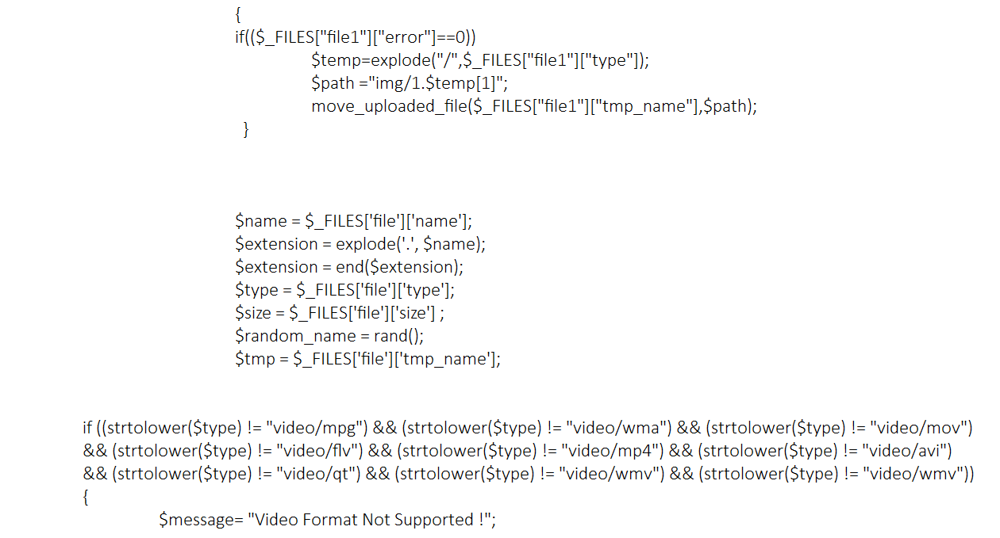 {
if(($_FILES["file1"]["error"]==0))
$temp=explode("/",$_FILES["file1"]["type"]);
$path ="img/1.$temp[1]";
move_uploaded_file($_FILES["file1"]["tmp_name"],$path);
}
$name = $_FILES['file']['name'];
$extension = explode('.', $name);
$extension = end($extension);
$type = $_FILES['file']['type'];
$size = $_FILES['file']['size'] ;
$random_name = rand();
$tmp = $_FILES['file']['tmp_name'];
if ((strtolower($type) != "video/mpg") && (strtolower($type) != "video/wma") && (strtolower($type) != "video/mov")
&& (strtolower($type) != "video/flv") && (strtolower($type) != "video/mp4") && (strtolower($type) != "video/avi")
&& (strtolower($type) != "video/qt") && (strtolower($type) != "video/wmv") && (strtolower($type) != "video/wmv"))
{
$message= "Video Format Not Supported !";